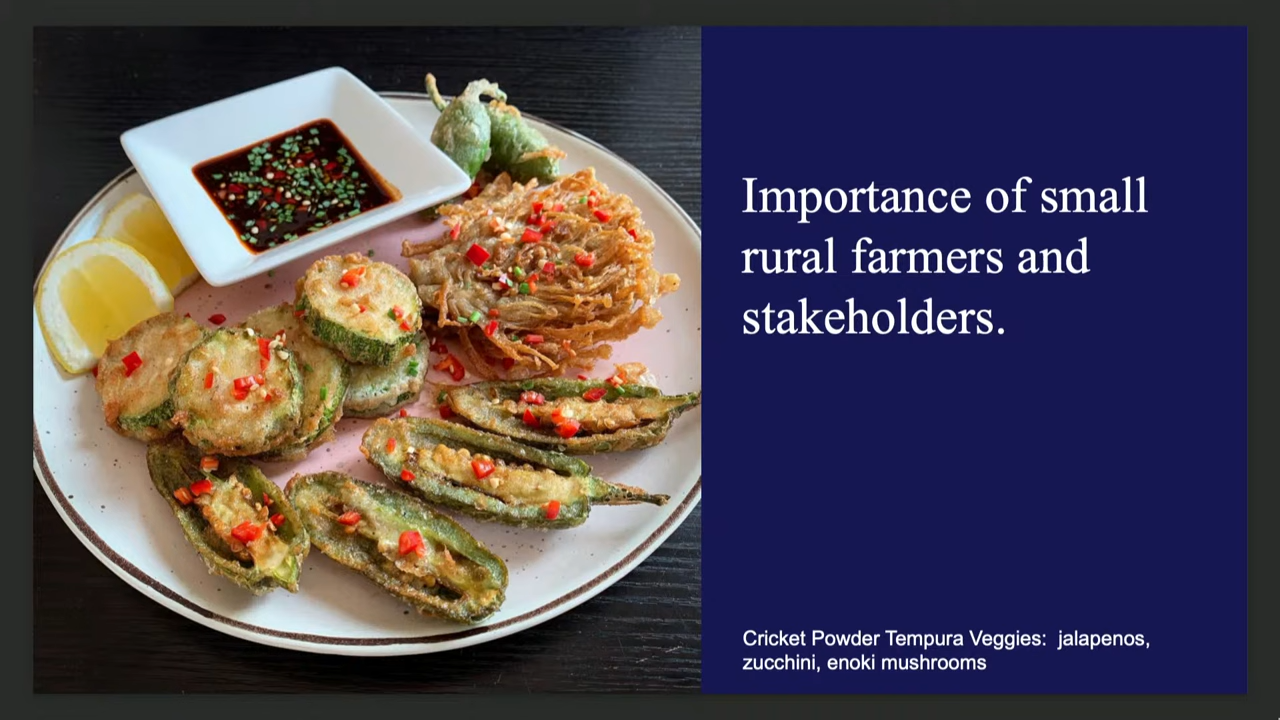 Importance of small
rural farmers and
stakeholders.
Cricket Powder Tempura Veggies:  jalapenos,
zucchini, enoki mushrooms